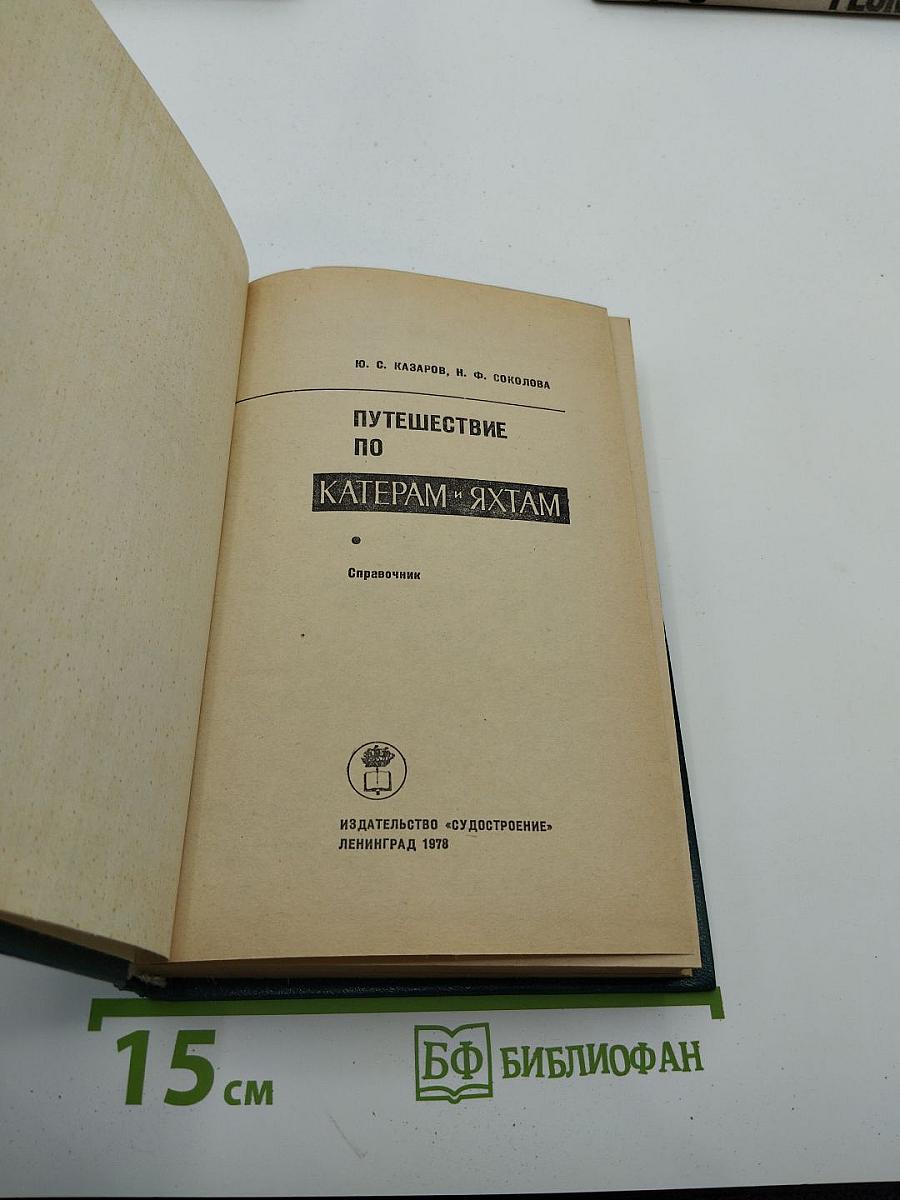 Ю. С. КАЗАРОВ, Н. Ф. СОКОЛОВА
ПУТЕШЕСТВИЕ
ПО
КАТЕРАМ и ЯХТАМ
Справочник
ИЗДАТЕЛЬСТВО «СУДОСТРОЕНИЕ»
ЛЕНИНГРАД 1978
15 см
БФ БИБЛИОФАН